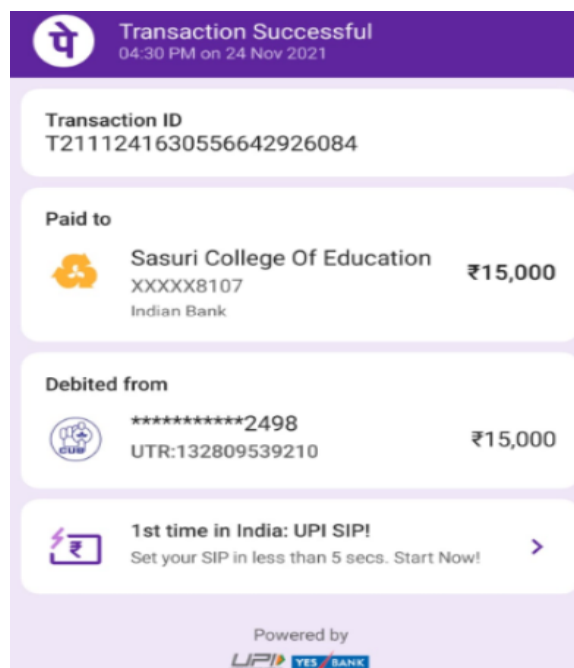 पे
Transaction Successful
04:30 PM on 24 Nov 2021
Transaction ID
T2111241630556642926084
Paid to
Sasuri College Of Education
₹15,000
XXXXX8107
Indian Bank
Debited from
***********2498
₹15,000
UTR:132809539210
CUB
1st time in India: UPI SIP!
Set your SIP in less than 5 secs. Start Now!
₹
Powered by
UPI YES BANK